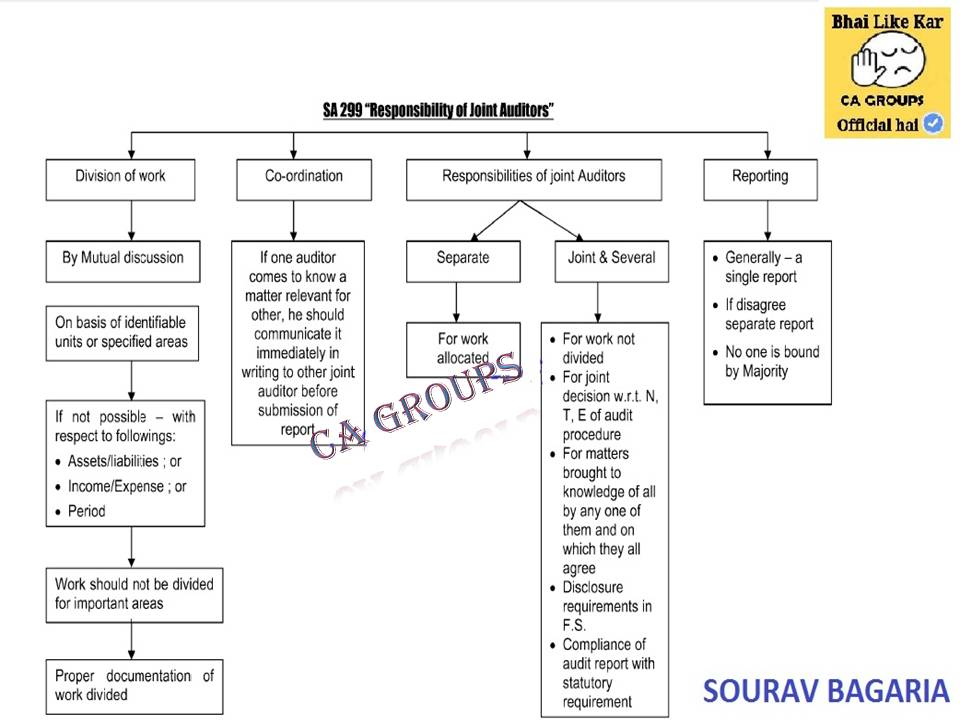 Bhai Like Kar
CA GROUPS
Official hai
SA 299 “Responsibility of Joint Auditors”
Division of work
Co-ordination
Responsibilities of joint Auditors
Reporting
By Mutual discussion
On basis of identifiable
units or specified areas
If not possible – with
respect to followings:
• Assets/liabilities ; or
• Income/Expense ; or
• Period
Work should not be divided
for important areas
Proper documentation of
work divided
If one auditor
comes to know a
matter relevant for
other, he should
communicate it
immediately in
writing to other joint
auditor before
submission of
report
Separate
For work
allocated
Joint & Several
• For work not
divided
• For joint
decision w.r.t. N,
T, E of audit
procedure
• For matters
brought to
knowledge of all
by any one of
them and on
which they all
agree
• Disclosure
requirements in
F.S.
• Compliance of
audit report with
statutory
requirement
• Generally – a
single report
• If disagree
separate report
• No one is bound
by Majority
CA GROUPS
SOURAV BAGARIA